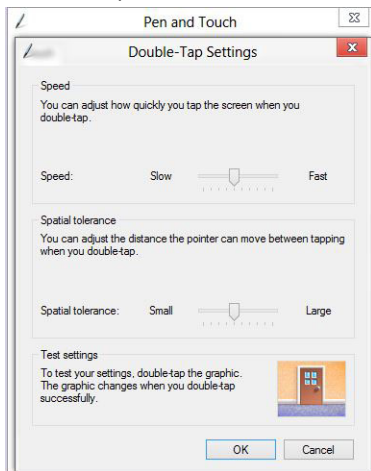 Pen and Touch
Double-Tap Settings
Speed
You can adjust how quickly you tap the screen when you
double-tap.
Speed: Slow Fast
Spatial tolerance
You can adjust the distance the pointer can move between tapping
when you double-tap.
Spatial tolerance: Small Large
Test settings
To test your settings, double-tap the graphic.
The graphic changes when you double-tap
successfully.
OK Cancel